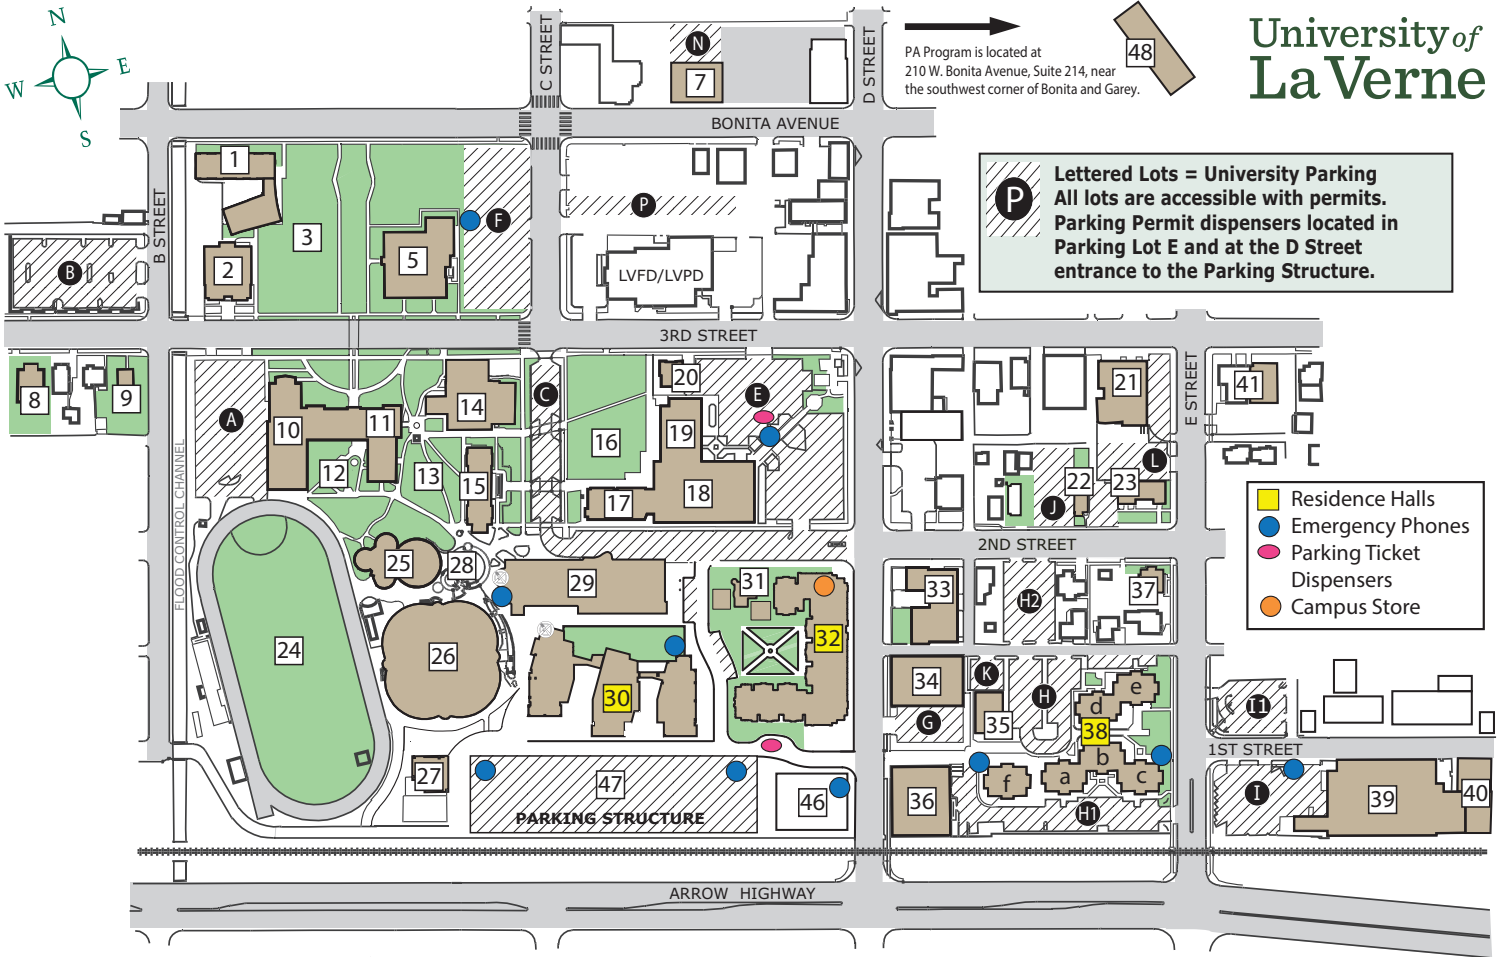 N
W
E
S
B STREET
C STREET
D STREET
E STREET
BONITA AVENUE
3RD STREET
2ND STREET
1ST STREET
ARROW HIGHWAY
FLOOD CONTROL CHANNEL
PA Program is located at
210 W. Bonita Avenue, Suite 214, near
the southwest corner of Bonita and Garey.
48
University of
La Verne
P
Lettered Lots = University Parking
All lots are accessible with permits.
Parking Permit dispensers located in
Parking Lot E and at the D Street
entrance to the Parking Structure.
N
7
1
2
3
5
F
P
B
LVFD/LVPD
8
9
A
10
11
12
13
14
15
C
16
17
18
19
20
E
21
22
23
L
J
41
Residence Halls
Emergency Phones
Parking Ticket
Dispensers
Campus Store
24
25
26
27
28
29
30
31
32
33
H2
37
34
K
G
35
H
e
d
38
b
a
c
f
36
H1
I1
I
39
40
47
PARKING STRUCTURE
46